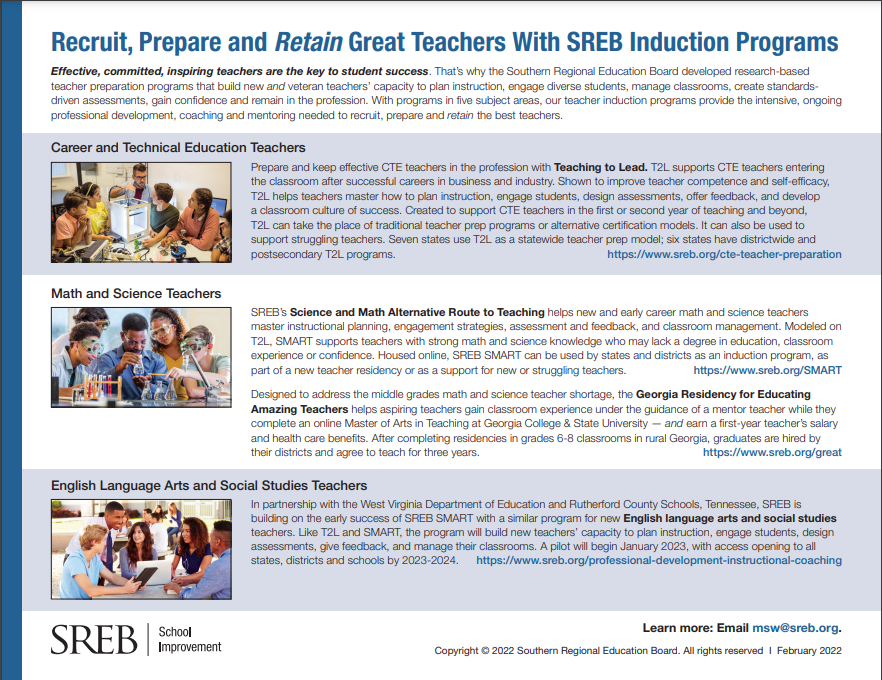 Recruit, Prepare and Retain Great Teachers With SREB Induction Programs
Effective, committed, inspiring teachers are the key to student success. That's why the Southern Regional Education Board developed research-based
teacher preparation programs that build new and veteran teachers' capacity to plan instruction, engage diverse students, manage classrooms, create standards-
driven assessments, gain confidence and remain in the profession. With programs in five subject areas, our teacher induction programs provide the intensive, ongoing
professional development, coaching and mentoring needed to recruit, prepare and retain the best teachers.
Career and Technical Education Teachers
Prepare and keep effective CTE teachers in the profession with Teaching to Lead. T2L supports CTE teachers entering
the classroom after successful careers in business and industry. Shown to improve teacher competence and self-efficacy,
T2L helps teachers master how to plan instruction, engage students, design assessments, offer feedback, and develop
a classroom culture of success. Created to support CTE teachers in the first or second year of teaching and beyond,
T2L can take the place of traditional teacher prep programs or alternative certification models. It can also be used to
support struggling teachers. Seven states use T2L as a statewide teacher prep model; six states have districtwide and
postsecondary T2L programs. https://www.sreb.org/cte-teacher-preparation
Math and Science Teachers
SREB's Science and Math Alternative Route to Teaching helps new and early career math and science teachers
master instructional planning, engagement strategies, assessment and feedback, and classroom management. Modeled on
T2L, SMART supports teachers with strong math and science knowledge who may lack a degree in education, classroom
experience or confidence. Housed online, SREB SMART can be used by states and districts as an induction program, as
part of a new teacher residency or as a support for new or struggling teachers. https://www.sreb.org/SMART
Designed to address the middle grades math and science teacher shortage, the Georgia Residency for Educating
Amazing Teachers helps aspiring teachers gain classroom experience under the guidance of a mentor teacher while they
complete an online Master of Arts in Teaching at Georgia College & State University — and earn a first-year teacher's salary
and health care benefits. After completing residencies in grades 6-8 classrooms in rural Georgia, graduates are hired by
their districts and agree to teach for three years. https://www.sreb.org/great
English Language Arts and Social Studies Teachers
In partnership with the West Virginia Department of Education and Rutherford County Schools, Tennessee, SREB is
building on the early success of SREB SMART with a similar program for new English language arts and social studies
teachers. Like T2L and SMART, the program will build new teachers' capacity to plan instruction, engage students, design
assessments, give feedback, and manage their classrooms. A pilot will begin January 2023, with access opening to all
states, districts and schools by 2023-2024. https://www.sreb.org/professional-development-instructional-coaching
SREB School
Improvement
Learn more: Email msw@sreb.org.
Copyright © 2022 Southern Regional Education Board. All rights reserved I February 2022